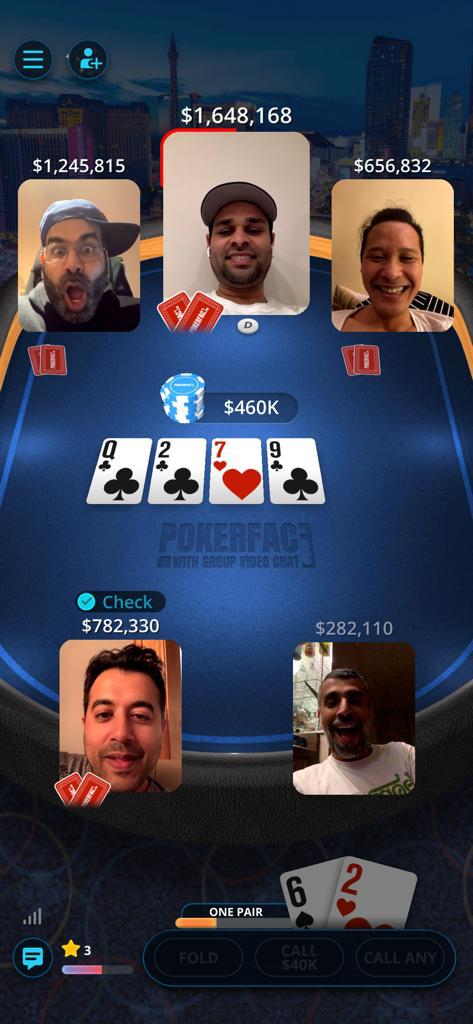 $1,648,168
$1,245,815
$656,832
D
$460K
Q
2
7
9
POKERFACE
WITH GROUP VIDEO CHAT
Check
$782,330
$282,110
6
2
ONE PAIR
3
FOLD
CALL
$40K
CALL ANY